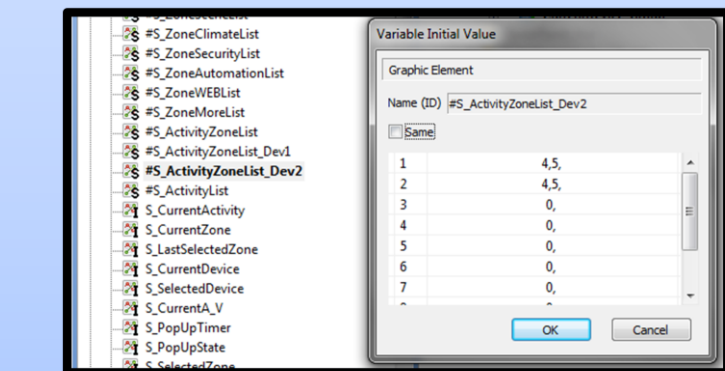 #S_ZoneSceneList
#S_ZoneClimateList
#S_ZoneSecurityList
#S_ZoneAutomationList
#S_ZoneWEBList
#S_ZoneMoreList
#S_ActivityZoneList
#S_ActivityZoneList_Dev1
#S_ActivityZoneList_Dev2
#S_ActivityList
S_CurrentActivity
S_CurrentZone
S_LastSelectedZone
S_CurrentDevice
S_SelectedDevice
S_CurrentA_V
S_PopUpTimer
S_PopUpState
S_SelectedZone
Variable Initial Value
Graphic Element
Name (ID) #S_ActivityZoneList_Dev2
Same
1 4,5,
2 4,5,
3 0,
4 0,
5 0,
6 0,
7 0,
OK Cancel